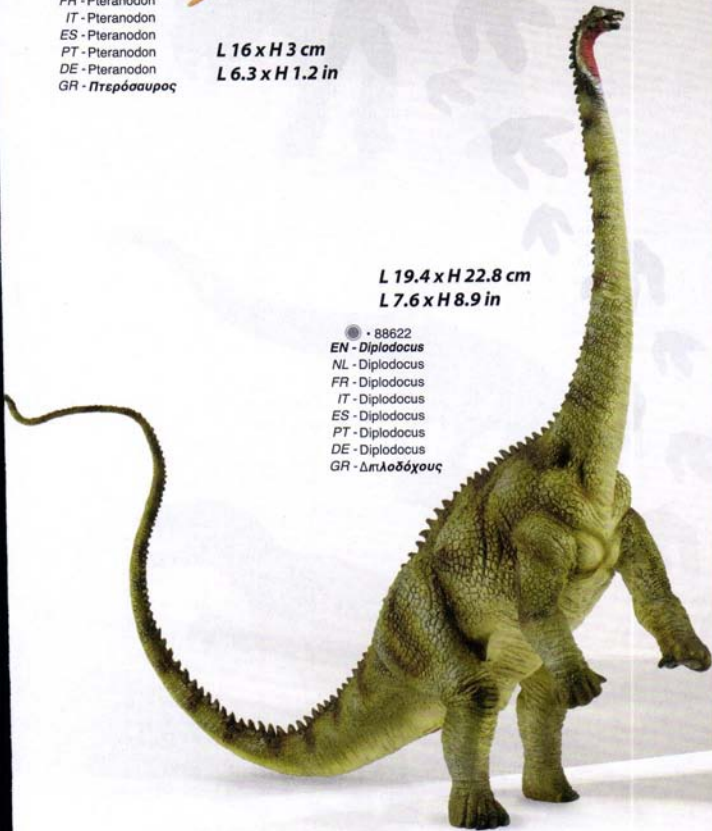 FR - Pteranodon
IT - Pteranodon
ES - Pteranodon
PT - Pteranodon
DE - Pteranodon
GR - Πτερόσαυρος
L 16 x H 3 cm
L 6.3 x H 1.2 in
L 19.4 x H 22.8 cm
L 7.6 x H 8.9 in
• 88622
EN - Diplodocus
NL - Diplodocus
FR - Diplodocus
IT - Diplodocus
ES - Diplodocus
PT - Diplodocus
DE - Diplodocus
GR - Διπλοδόχους